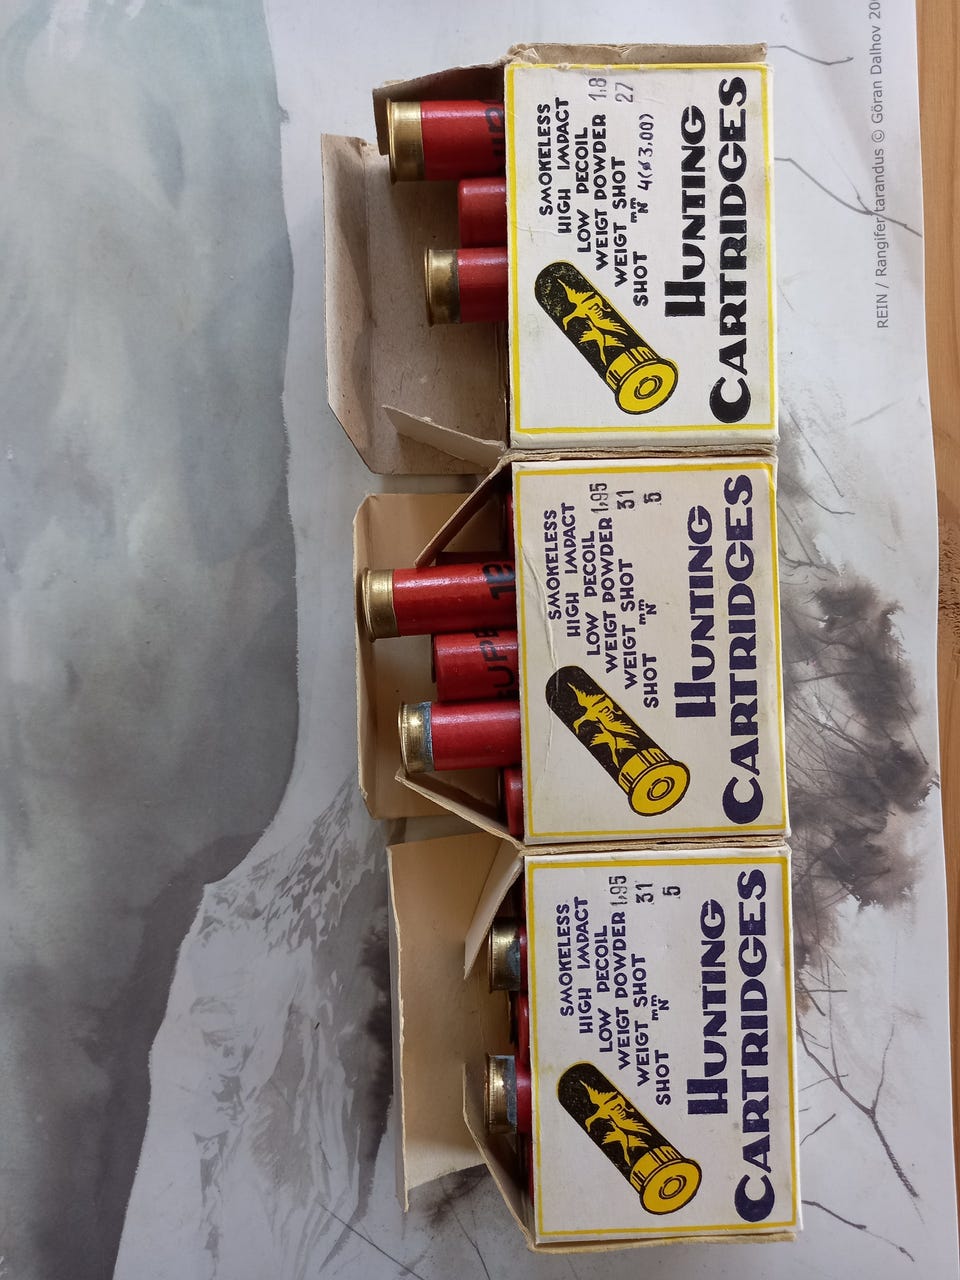 SMOKELESS
HIGH IMPACT
LOW DECOIL
WEIGT POWDER 1.8
WEIGT SHOT 27
SHOT mm N 4(ø 3.00)
HUNTING
CARTRIDGES
SMOKELESS
HIGH IMPACT
LOW DECOIL
WEIGT POWDER 1,95
WEIGT SHOT 31
SHOT mm N 5
HUNTING
CARTRIDGES
12
SMOKELESS
HIGH IMPACT
LOW DECOIL
WEIGT POWDER 1,95
WEIGT SHOT 31
SHOT mm N 5
HUNTING
CARTRIDGES
REIN / Rangifer tarandus © Göran Dalhov 20